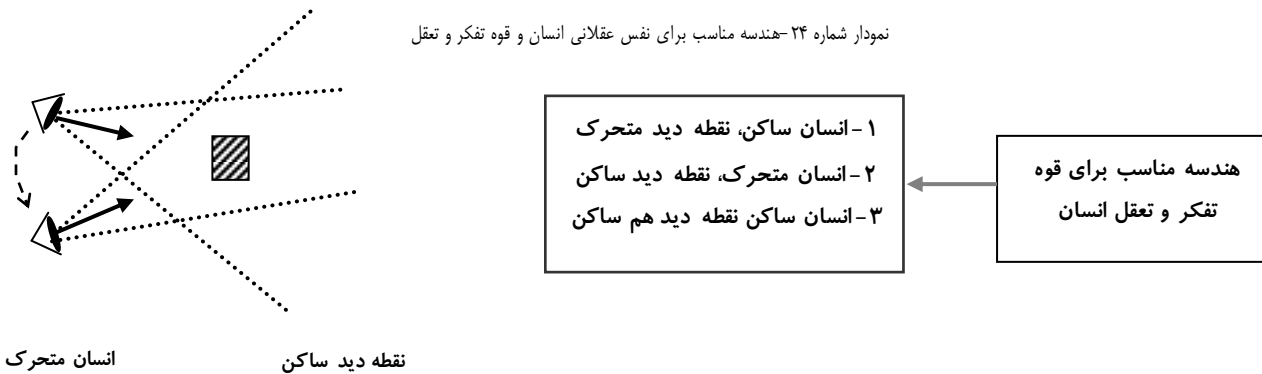 نمودار شماره ۲۴-هندسه مناسب برای نفس عقلانی انسان و قوه تفکر و تعقل
هندسه مناسب برای قوه
تفکر و تعقل انسان
۱-انسان ساکن، نقطه دید متحرک
۲-انسان متحرک، نقطه دید ساکن
۳-انسان ساکن نقطه دید هم ساکن
نقطه دید ساکن
انسان متحرک